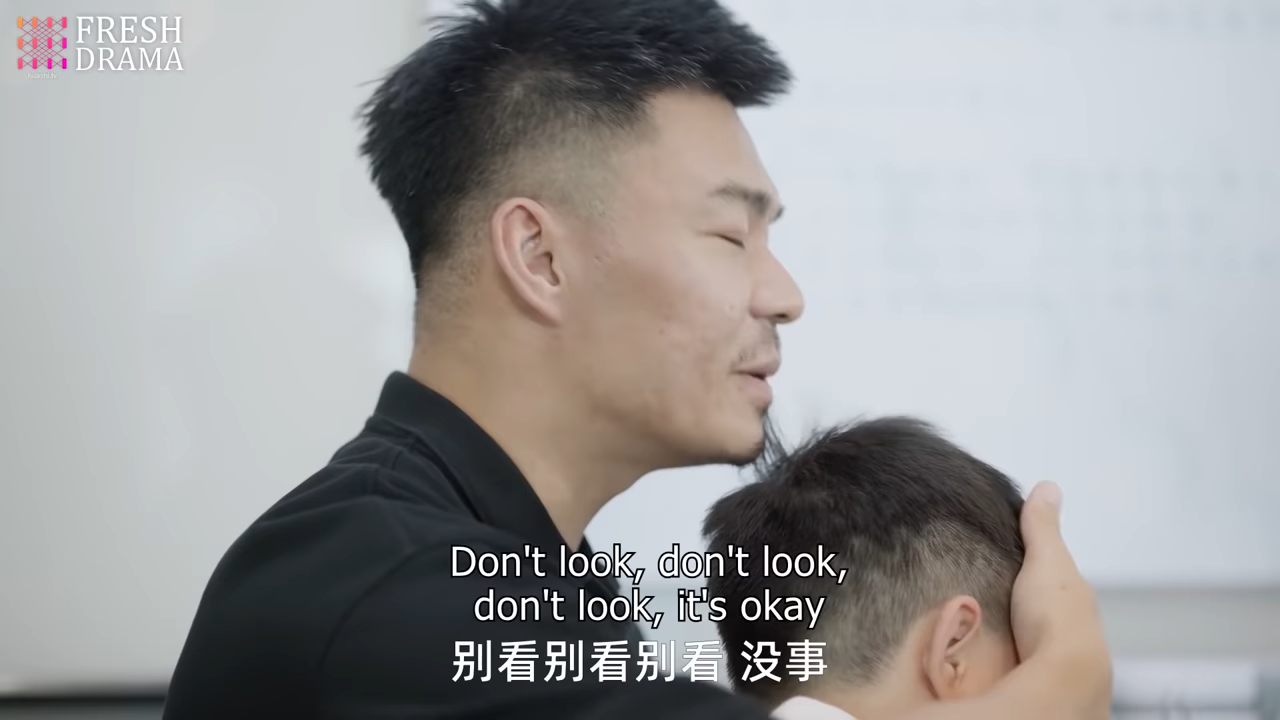 FRESH
DRAMA
Don't look, don't look,
don't look, it's okay
别看别看别看 没事